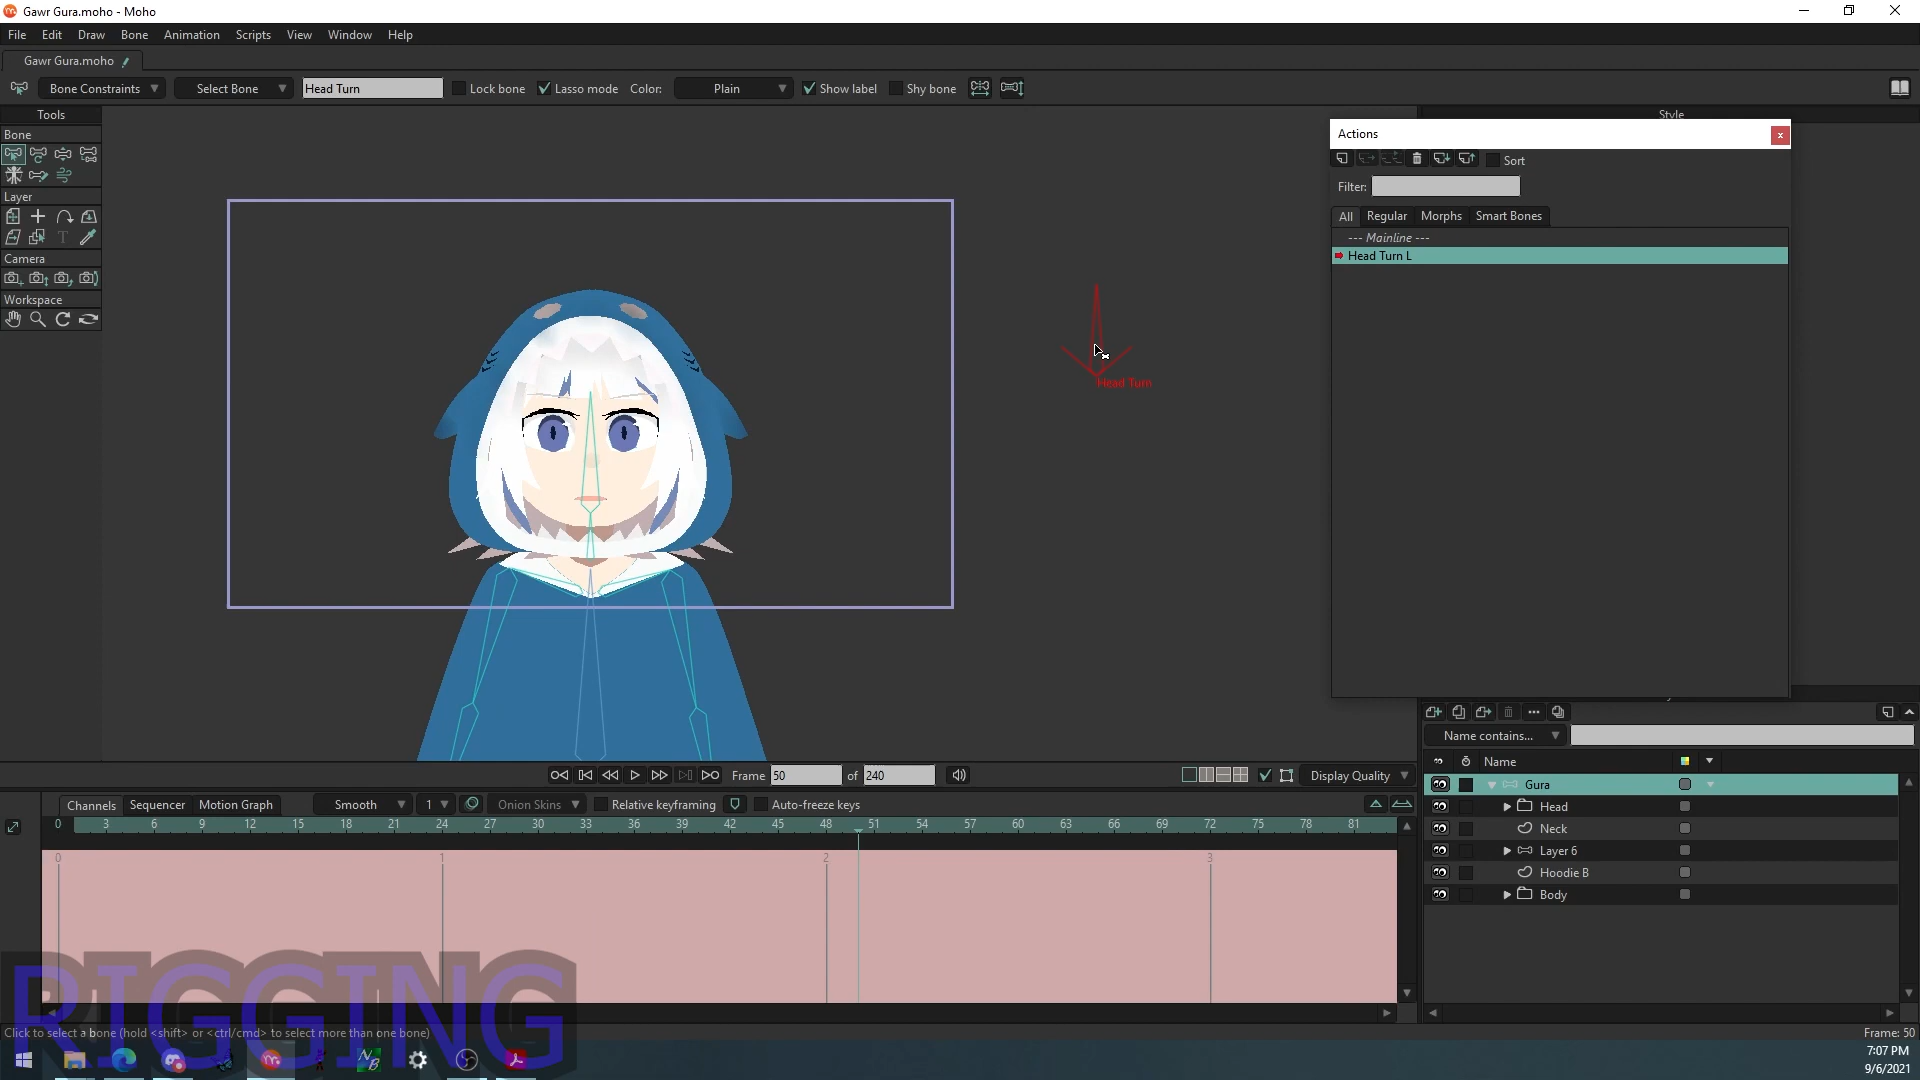 Gawr Gura.moho - Moho
File Edit Draw Bone Animation Scripts View Window Help
Gawr Gura.moho
Bone Constraints Select Bone Head Turn Lock bone Lasso mode Color: Plain Show label Shy bone
Tools
Bone
Layer
Camera
Workspace
Head Turn
Style
Actions
Sort
Filter:
All Regular Morphs Smart Bones
--- Mainline ---
Head Turn L
Name contains...
Name
Gura
Head
Neck
Layer 6
Hoodie B
Body
Frame 50 of 240 Display Quality
Channels Sequencer Motion Graph Smooth 1 Onion Skins Relative keyframing Auto-freeze keys
0 3 6 9 12 15 18 21 24 27 30 33 36 39 42 45 48 51 54 57 60 63 66 69 72 75 78 81
0 1 2 3
RIGGING
Click to select a bone (hold <shift> or <ctrl/cmd> to select more than one bone)
Frame: 50
7:07 PM
9/6/2021